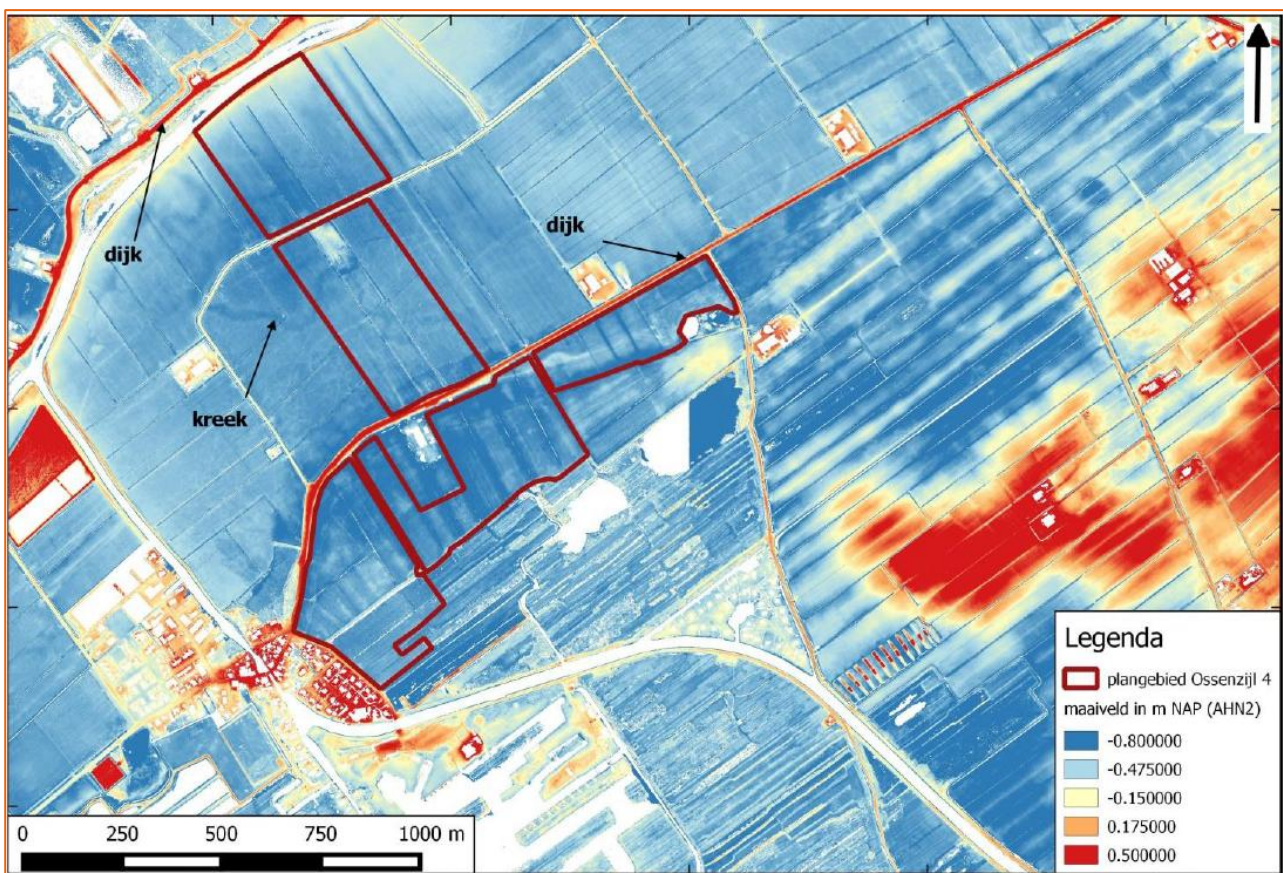 dijk
dijk
kreek
Legenda
plangebied Ossenzijl 4
maaiveld in m NAP (AHN2)
-0.800000
-0.475000
-0.150000
0.175000
0.500000
0 250 500 750 1000 m